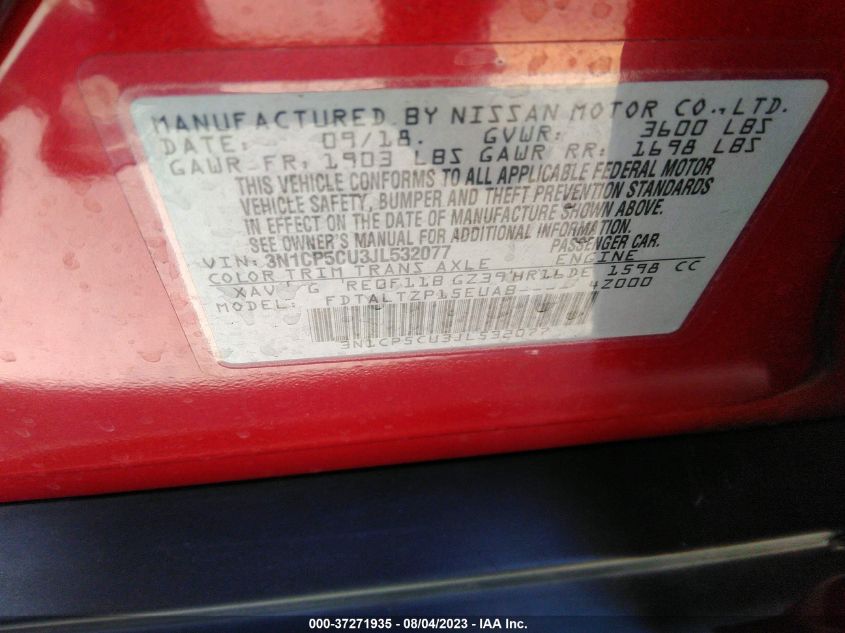 MANUFACTURED BY NISSAN MOTOR CO., LTD.
DATE: 09/18. GVWR: 3600 LBS
GAWR FR: 1903 LBS GAWR RR: 1698 LBS
THIS VEHICLE CONFORMS TO ALL APPLICABLE FEDERAL MOTOR
VEHICLE SAFETY, BUMPER AND THEFT PREVENTION STANDARDS
IN EFFECT ON THE DATE OF MANUFACTURE SHOWN ABOVE.
SEE OWNER'S MANUAL FOR ADDITIONAL INFORMATION.
VIN: 3N1CP5CU3JL532077 PASSENGER CAR.
COLOR TRIM TRANS AXLE ENGINE
XAV G RE0F11B GZ39 HR16DE 1598 CC
MODEL: FDTALTZP15EUAB---- 4Z000
3N1CP5CU3JL532077
000-37271935 - 08/04/2023 - IAA Inc.